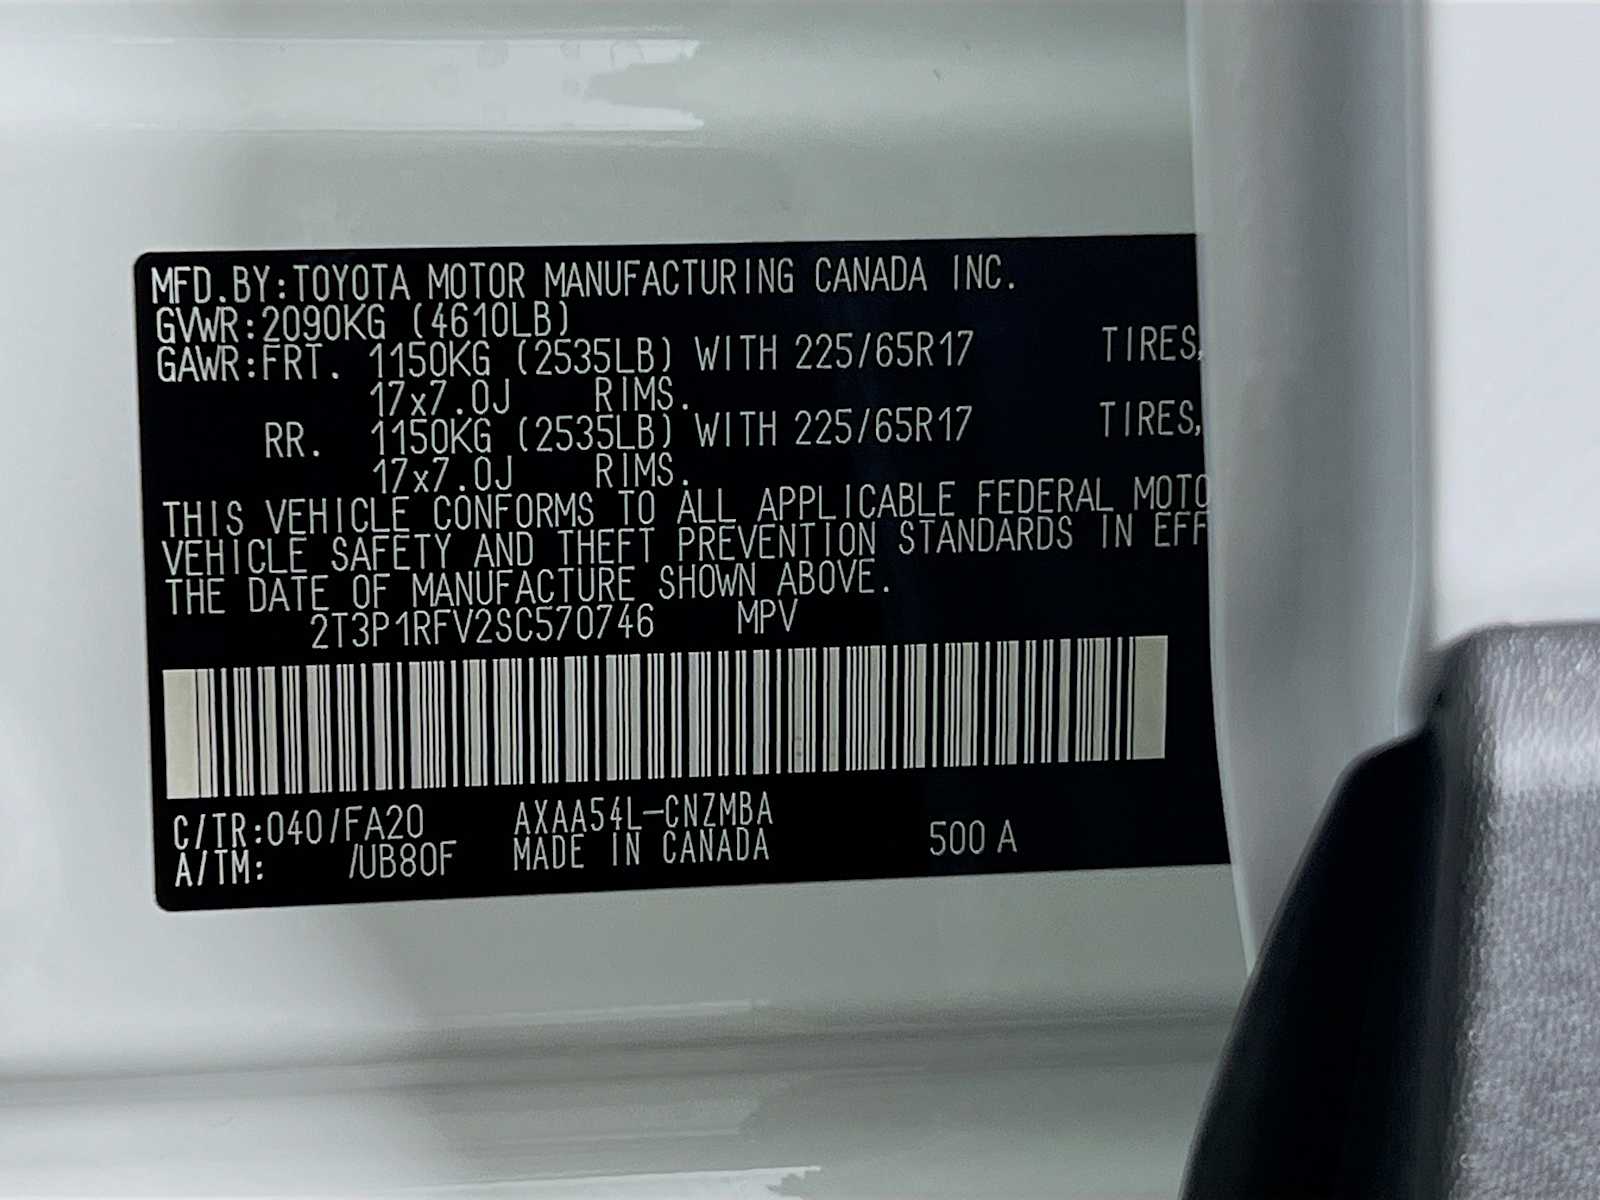 MFD.BY:TOYOTA MOTOR MANUFACTURING CANADA INC.
GVWR:2090KG (4610LB)
GAWR:FRT. 1150KG (2535LB) WITH 225/65R17 TIRES,
17x7.0J RIMS.
RR. 1150KG (2535LB) WITH 225/65R17 TIRES,
17x7.0J RIMS.
THIS VEHICLE CONFORMS TO ALL APPLICABLE FEDERAL MOTO
VEHICLE SAFETY AND THEFT PREVENTION STANDARDS IN EFF
THE DATE OF MANUFACTURE SHOWN ABOVE.
2T3P1RFV2SC570746 MPV
C/TR:040/FA20 AXAA54L-CNZMBA
A/TM: /UB80F MADE IN CANADA 500 A